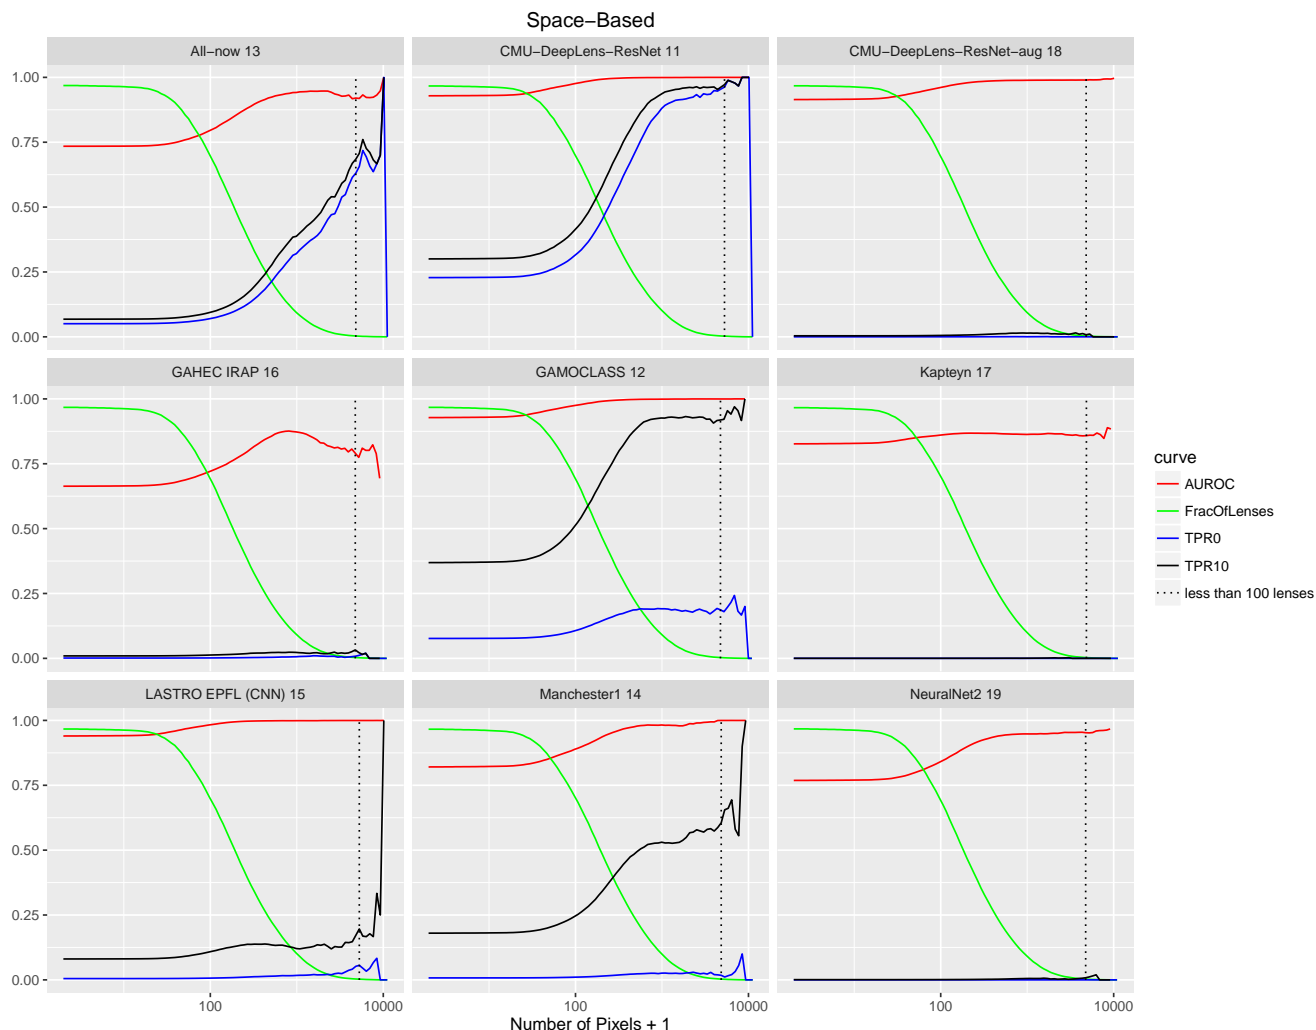 Space−Based
All−now 13
CMU−DeepLens−ResNet 11
CMU−DeepLens−ResNet−aug 18
1.00
0.75
0.50
0.25
0.00
GAHEC IRAP 16
GAMOCLASS 12
Kapteyn 17
1.00
0.75
0.50
0.25
0.00
LASTRO EPFL (CNN) 15
Manchester1 14
NeuralNet2 19
1.00
0.75
0.50
0.25
0.00
100 10000 100 10000 100 10000
Number of Pixels + 1
curve
AUROC
FracOfLenses
TPR0
TPR10
less than 100 lenses